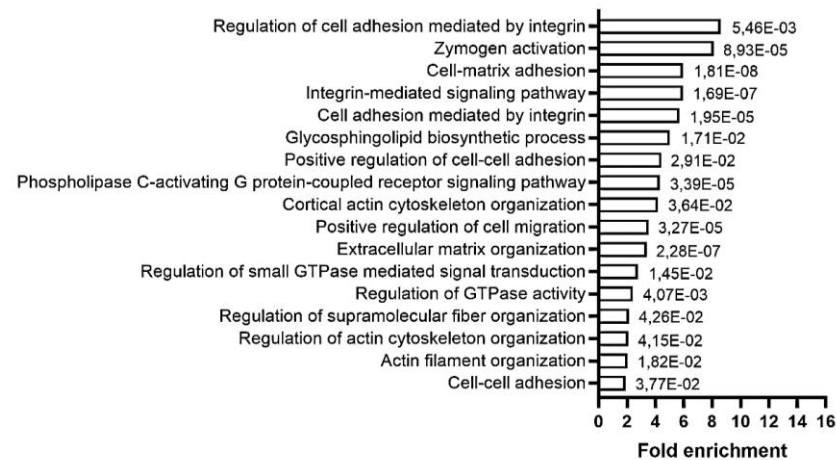 Regulation of cell adhesion mediated by integrin 5,46E-03
Zymogen activation 8,93E-05
Cell-matrix adhesion 1,81E-08
Integrin-mediated signaling pathway 1,69E-07
Cell adhesion mediated by integrin 1,95E-05
Glycosphingolipid biosynthetic process 1,71E-02
Positive regulation of cell-cell adhesion 2,91E-02
Phospholipase C-activating G protein-coupled receptor signaling pathway 3,39E-05
Cortical actin cytoskeleton organization 3,64E-02
Positive regulation of cell migration 3,27E-05
Extracellular matrix organization 2,28E-07
Regulation of small GTPase mediated signal transduction 1,45E-02
Regulation of GTPase activity 4,07E-03
Regulation of supramolecular fiber organization 4,26E-02
Regulation of actin cytoskeleton organization 4,15E-02
Actin filament organization 1,82E-02
Cell-cell adhesion 3,77E-02
0 2 4 6 8 10 12 14 16
Fold enrichment